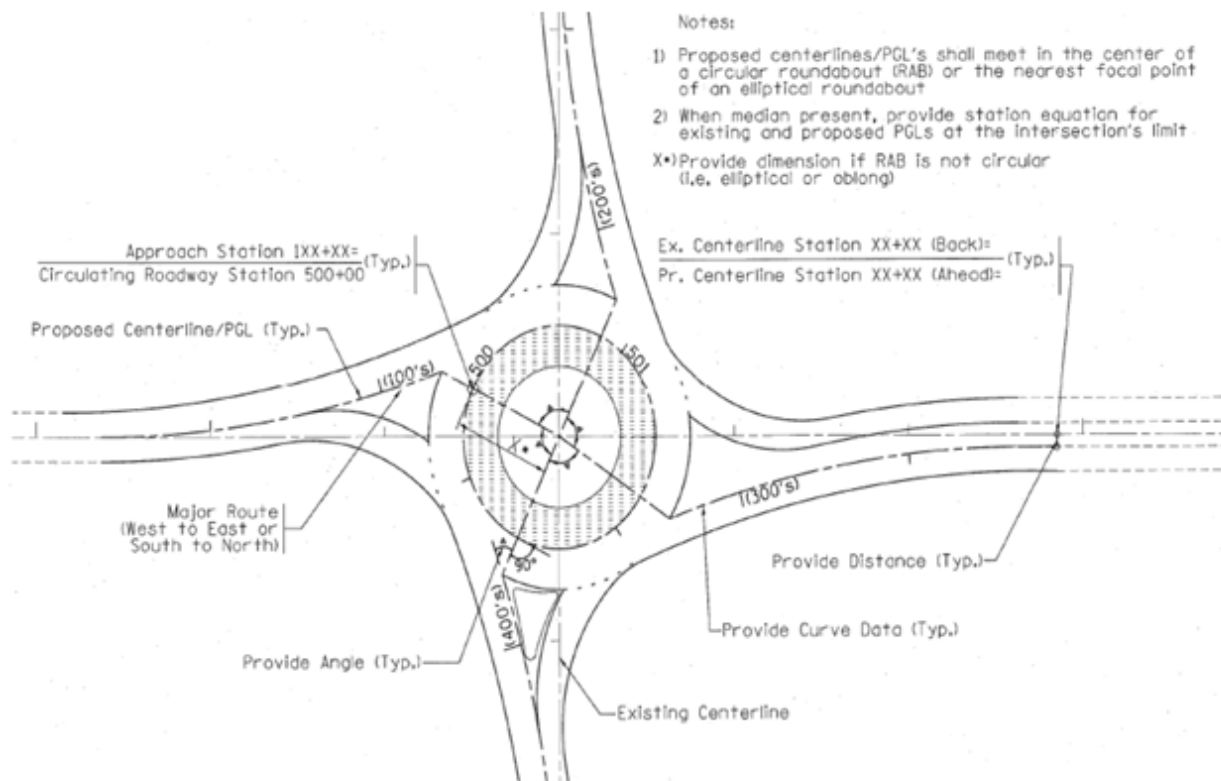 Notes:
1) Proposed centerlines/PGL's shall meet in the center of
a circular roundabout (RAB) or the nearest focal point
of an elliptical roundabout
2) When median present, provide station equation for
existing and proposed PGLs at the intersection's limit
X*) Provide dimension if RAB is not circular
(i.e. elliptical or oblong)
(200's)
Approach Station 1XX+XX=
Circulating Roadway Station 500+00
(Typ.)
Ex. Centerline Station XX+XX (Back)=
Pr. Centerline Station XX+XX (Ahead)=
(Typ.)
Proposed Centerline/PGL (Typ.)
500
501
(100's)
X*
Major Route
(West to East or
South to North)
(300's)
90°
Provide Distance (Typ.)
(400's)
Provide Curve Data (Typ.)
Provide Angle (Typ.)
Existing Centerline